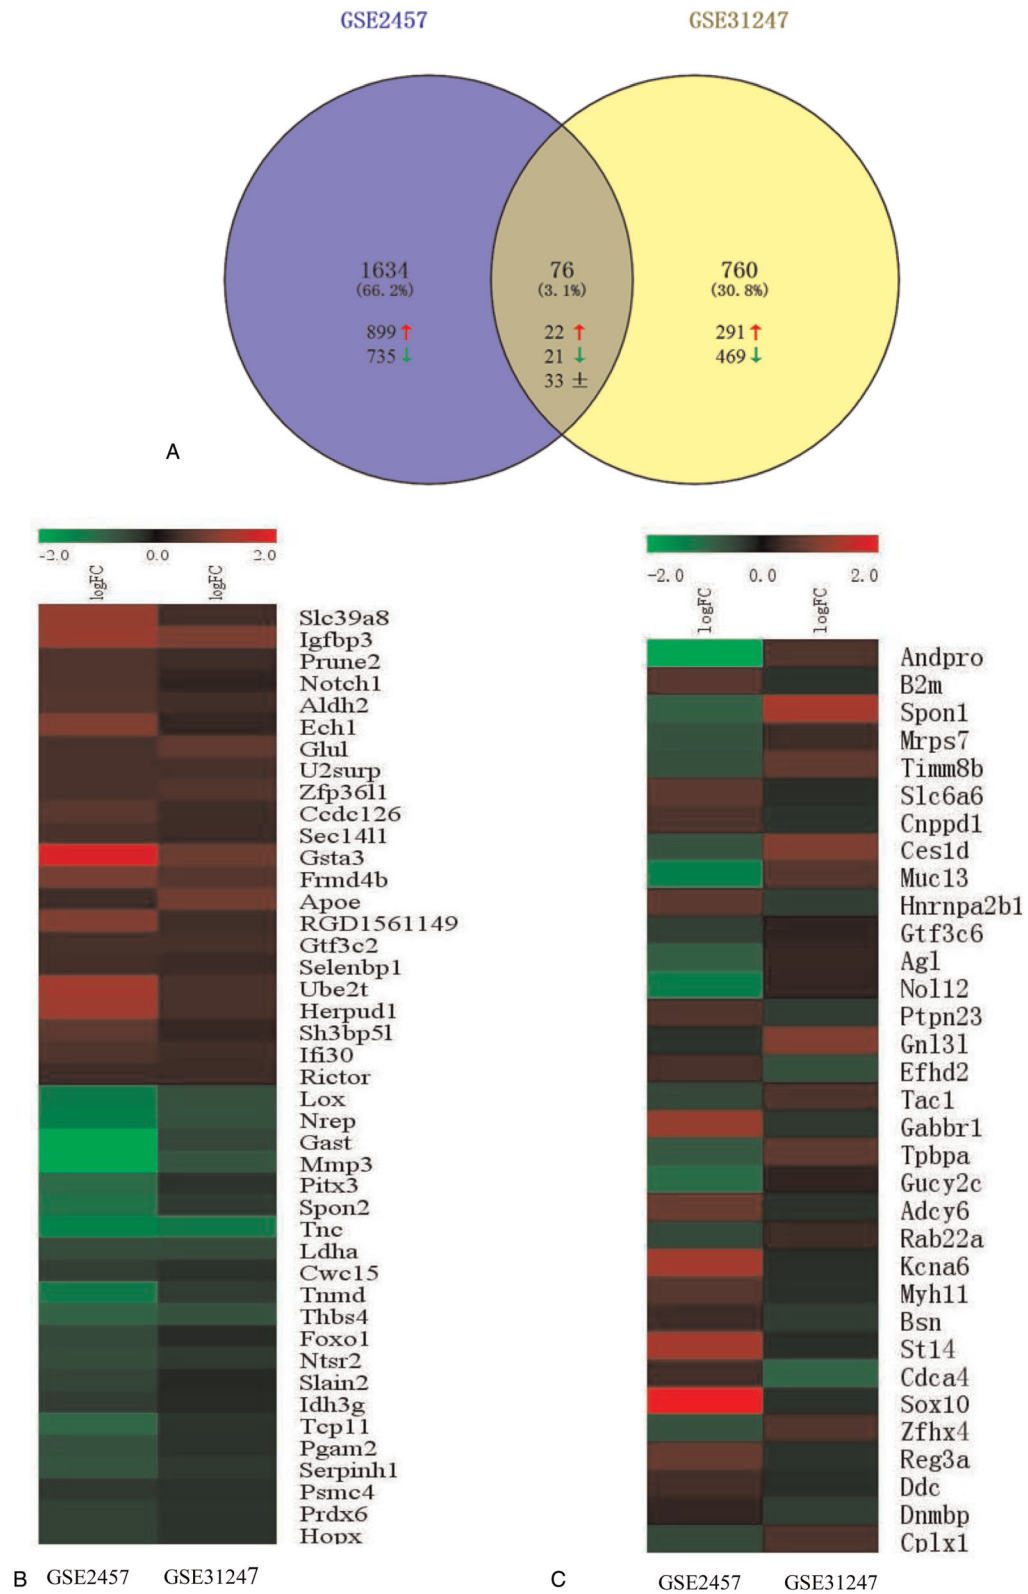 GSE2457 GSE31247
1634 76 760
(66.2%) (3.1%) (30.8%)
899 ↑ 22 ↑ 291 ↑
735 ↓ 21 ↓ 469 ↓
33 ±
A
-2.0 0.0 2.0
logFC logFC
Slc39a8
Igfbp3
Prune2
Notch1
Aldh2
Ech1
Glul
U2surp
Zfp36l1
Ccdc126
Sec14l1
Gsta3
Frmd4b
Apoe
RGD1561149
Gtf3c2
Selenbp1
Ube2t
Herpud1
Sh3bp5l
Ifi30
Rictor
Lox
Nrep
Gast
Mmp3
Pitx3
Spon2
Tnc
Ldha
Cwc15
Tnmd
Thbs4
Foxo1
Ntsr2
Slain2
Idh3g
Tcp11
Pgam2
Serpinh1
Psmc4
Prdx6
Hopx
B GSE2457 GSE31247
-2.0 0.0 2.0
logFC logFC
Andpro
B2m
Spon1
Mrps7
Timm8b
Slc6a6
Cnppd1
Ces1d
Muc13
Hnrnpa2b1
Gtf3c6
Agl
Nol12
Ptpn23
Gnl3l
Efhd2
Tac1
Gabbr1
Tpbpa
Gucy2c
Adcy6
Rab22a
Kcna6
Myh11
Bsn
St14
Cdca4
Sox10
Zfhx4
Reg3a
Ddc
Dnmbp
Cplx1
C GSE2457 GSE31247